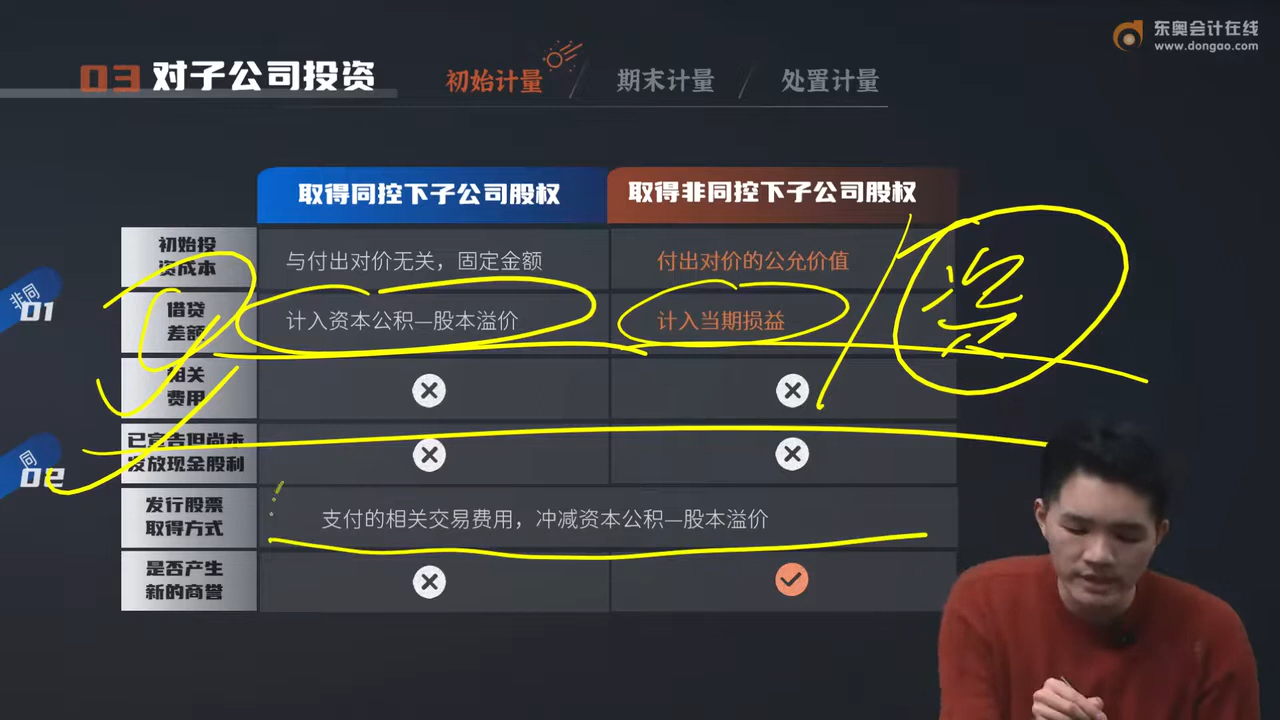 东奥会计在线
www.dongao.com
03 对子公司投资
初始计量 / 期末计量 / 处置计量
取得同控下子公司股权
取得非同控下子公司股权
初始投
资成本
与付出对价无关，固定金额
付出对价的公允价值
非同
01
借贷
差额
计入资本公积—股本溢价
计入当期损益
相关
费用
已宣告但尚未
发放现金股利
同
02
发行股票
取得方式
支付的相关交易费用，冲减资本公积—股本溢价
是否产生
新的商誉